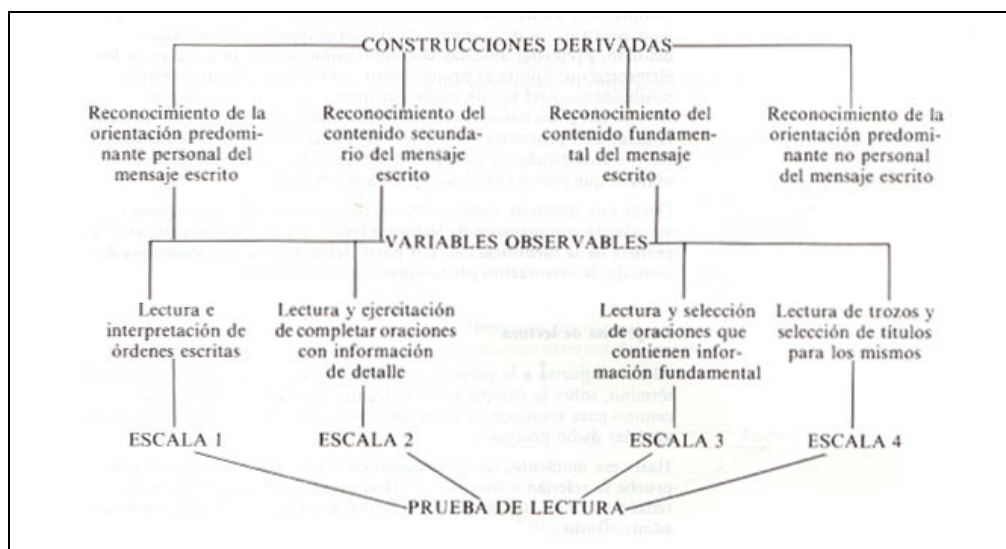 CONSTRUCCIONES DERIVADAS
Reconocimiento de la
orientación predomi-
nante personal del
mensaje escrito
Reconocimiento del
contenido secunda-
rio del mensaje
escrito
Reconocimiento del
contenido fundamen-
tal del mensaje
escrito
Reconocimiento de la
orientación predomi-
nante no personal
del mensaje escrito
VARIABLES OBSERVABLES
Lectura e
interpretación de
órdenes escritas
Lectura y ejercitación
de completar oraciones
con información
de detalle
Lectura y selección
de oraciones que
contienen infor-
mación fundamental
Lectura de trozos y
selección de títulos
para los mismos
ESCALA 1
ESCALA 2
ESCALA 3
ESCALA 4
PRUEBA DE LECTURA